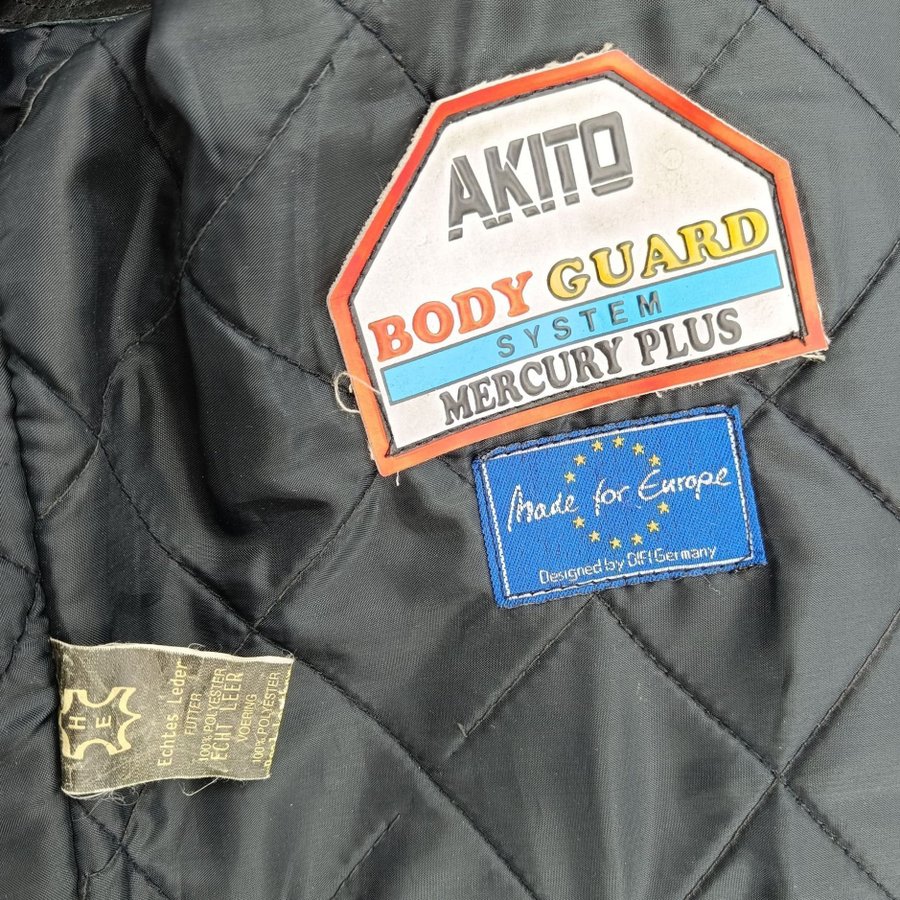 AKITO
BODY GUARD
SYSTEM
MERCURY PLUS
Made for Europe
Designed by DIFI Germany
H E
Echtes Leder
FUTTER
100% POLYESTER
ECHT LEER
VOERING
100% POLYESTER